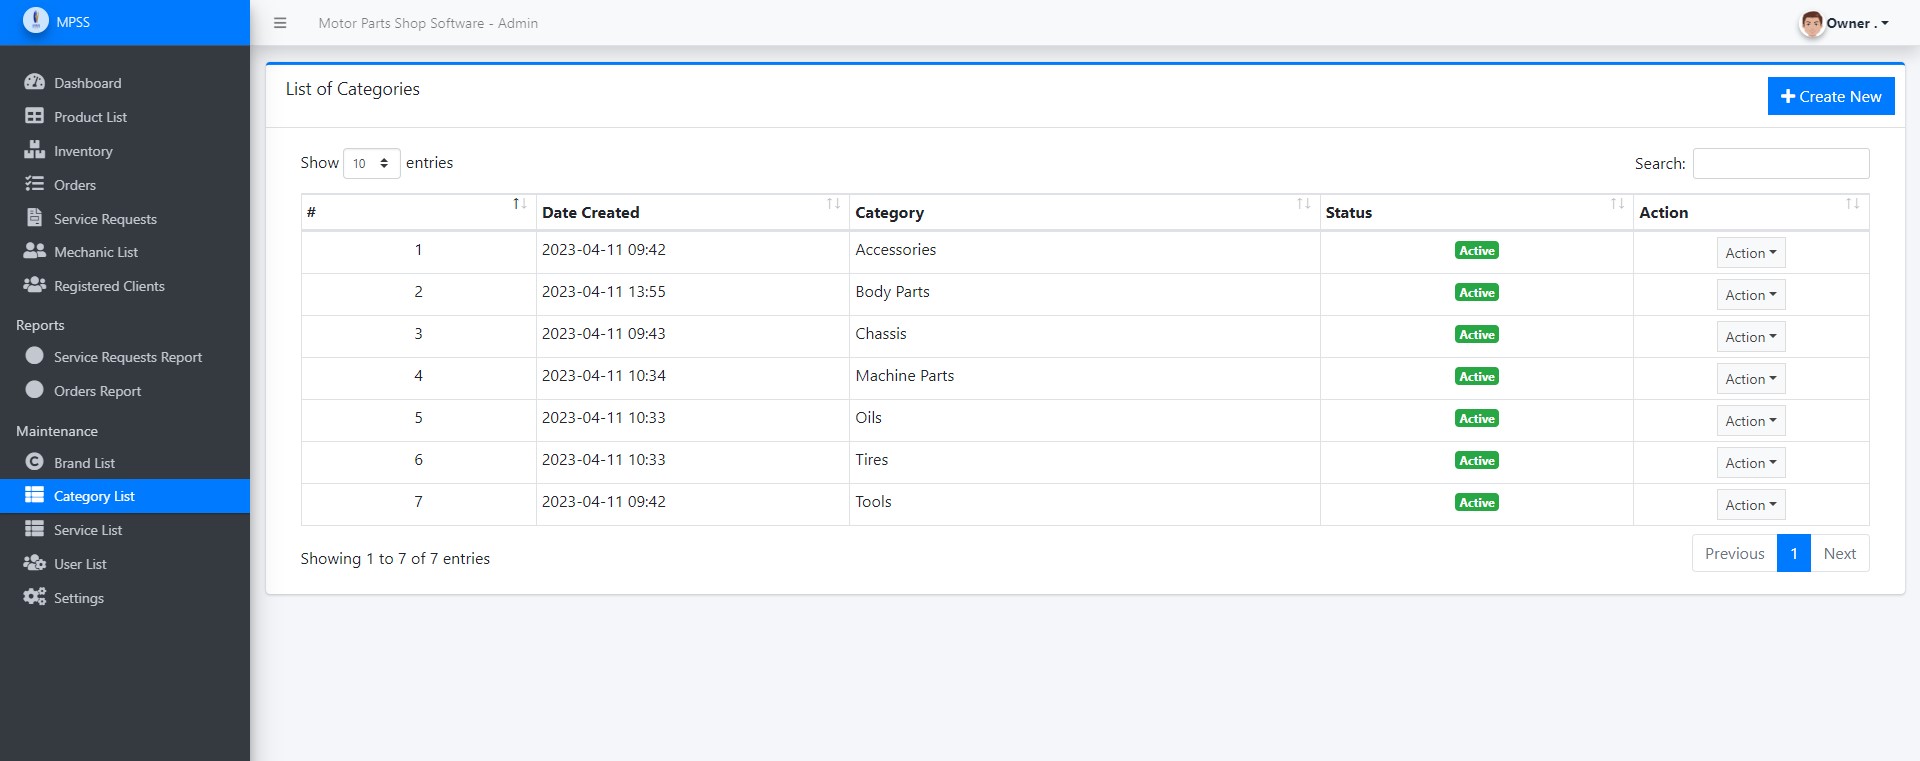 MPSS
Motor Parts Shop Software - Admin
Owner .
Dashboard
Product List
Inventory
Orders
Service Requests
Mechanic List
Registered Clients
Reports
Service Requests Report
Orders Report
Maintenance
Brand List
Category List
Service List
User List
Settings
List of Categories
Create New
Show 10 entries
Search:
# Date Created Category Status Action
1 2023-04-11 09:42 Accessories Active Action
2 2023-04-11 13:55 Body Parts Active Action
3 2023-04-11 09:43 Chassis Active Action
4 2023-04-11 10:34 Machine Parts Active Action
5 2023-04-11 10:33 Oils Active Action
6 2023-04-11 10:33 Tires Active Action
7 2023-04-11 09:42 Tools Active Action
Showing 1 to 7 of 7 entries
Previous 1 Next